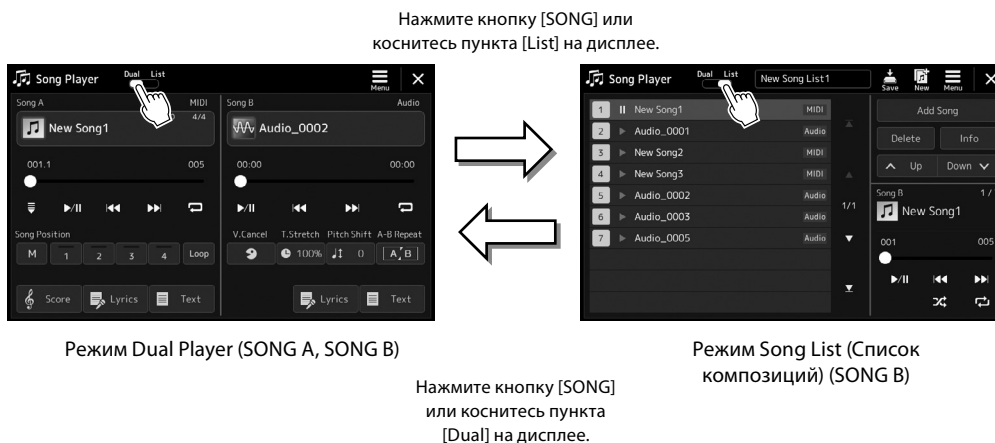 Нажмите кнопку [SONG] или
коснитесь пункта [List] на дисплее.
Song Player
Dual List
Menu
Song A MIDI
4/4
New Song1
001.1 005
Song Position
M 1 2 3 4 Loop
Score Lyrics Text
Song B Audio
Audio_0002
00:00 00:00
V.Cancel T.Stretch Pitch Shift A-B Repeat
100% 0 A B
Lyrics Text
Song Player
Dual List
New Song List1
Save New Menu
1 New Song1 MIDI
2 Audio_0001 Audio
3 New Song2 MIDI
4 New Song3 MIDI
5 Audio_0002 Audio
6 Audio_0003 Audio
7 Audio_0005 Audio
1/1
Add Song
Delete Info
Up Down
Song B 1/
New Song1
001 005
Режим Dual Player (SONG A, SONG B)
Режим Song List (Список
композиций) (SONG B)
Нажмите кнопку [SONG]
или коснитесь пункта
[Dual] на дисплее.